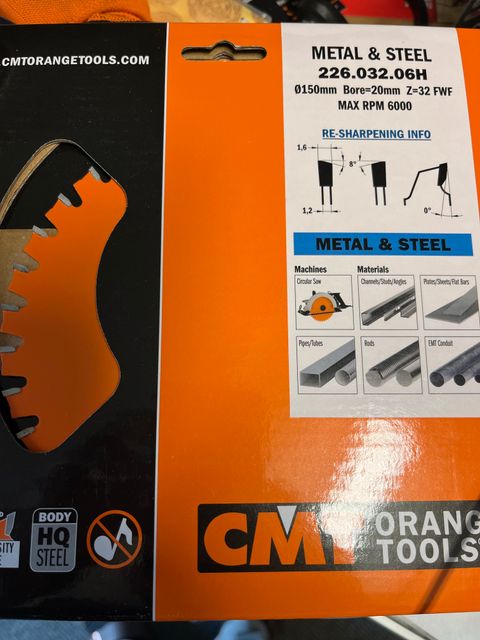 .CMTORANGETOOLS.COM
METAL & STEEL
226.032.06H
Ø150mm Bore=20mm Z=32 FWF
MAX RPM 6000
RE-SHARPENING INFO
1,6
8°
1,2
0°
METAL & STEEL
Machines
Materials
Circular Saw
Channels/Studs/Angles
Plates/Sheets/Flat Bars
Pipes/Tubes
Rods
EMT Conduit
BODY
HQ
STEEL
CMT
ORANG
TOOLS